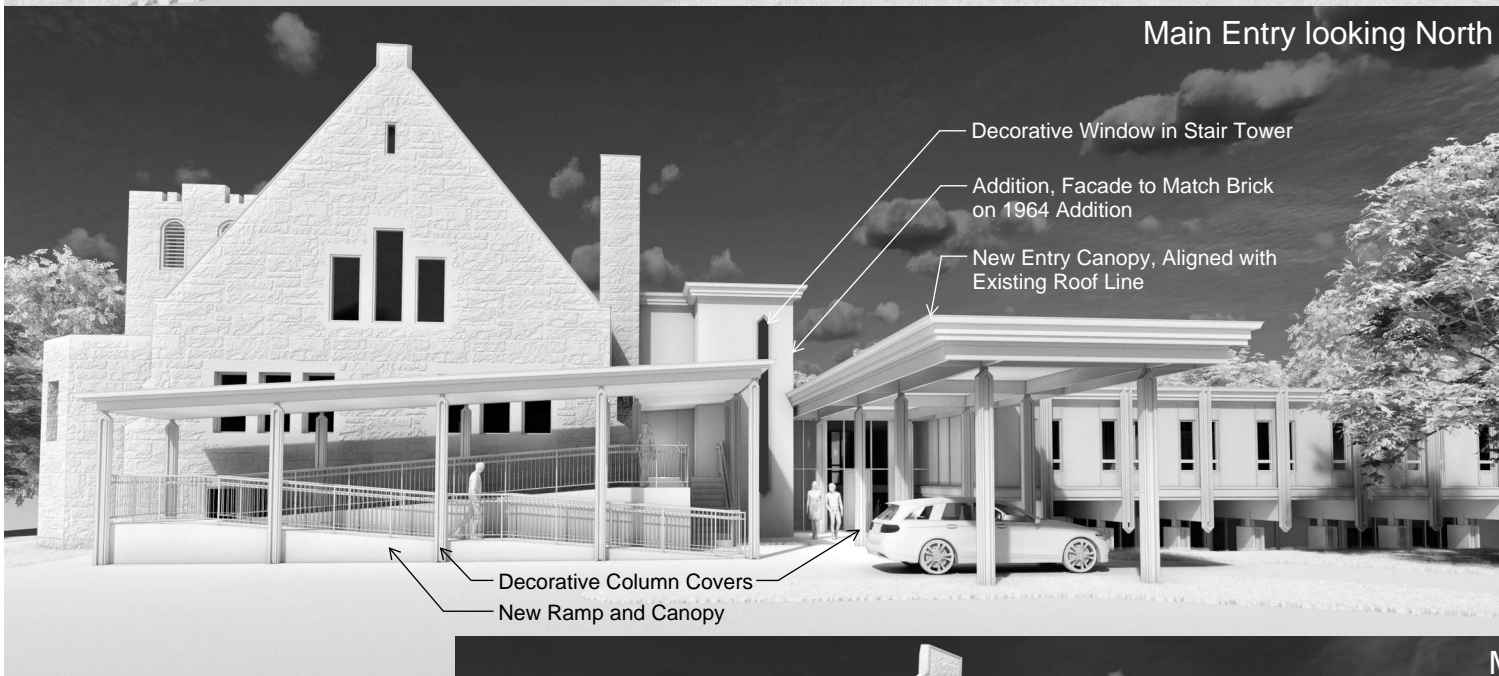 Main Entry looking North
Decorative Window in Stair Tower
Addition, Facade to Match Brick
on 1964 Addition
New Entry Canopy, Aligned with
Existing Roof Line
Decorative Column Covers
New Ramp and Canopy